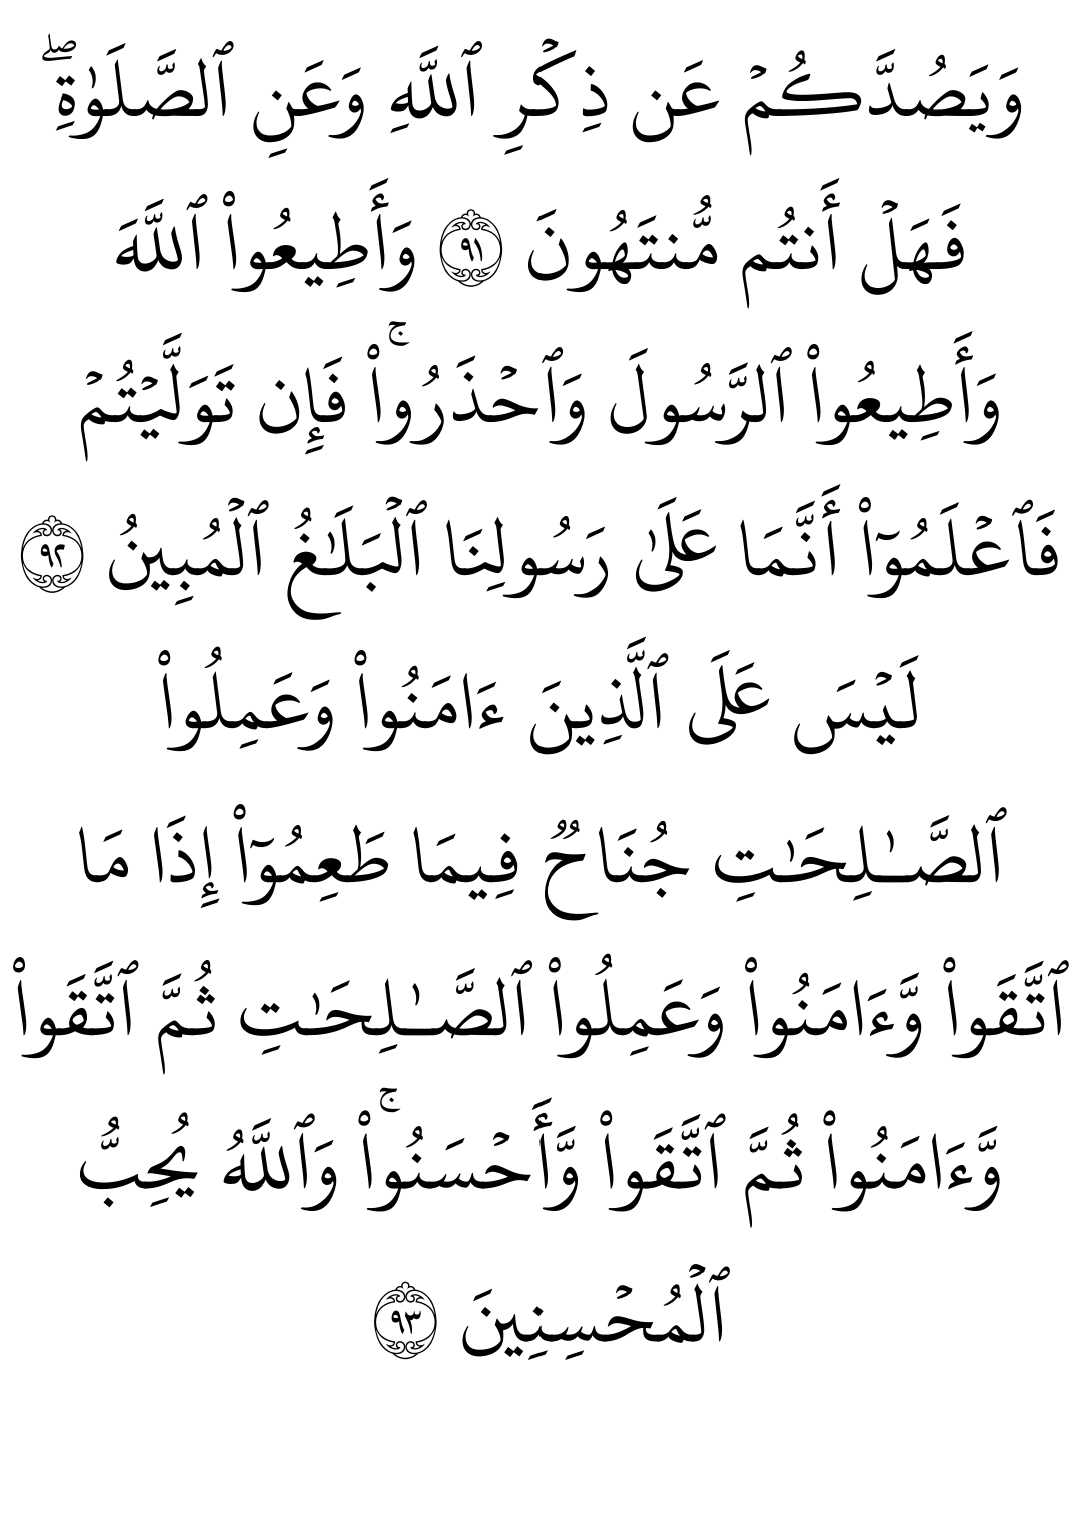 وَيَصُدَّكُمۡ عَن ذِكۡرِ ٱللَّهِ وَعَنِ ٱلصَّلَوٰةِۖ
فَهَلۡ أَنتُم مُّنتَهُونَ ٩١ وَأَطِيعُواْ ٱللَّهَ
وَأَطِيعُواْ ٱلرَّسُولَ وَٱحۡذَرُواْۚ فَإِن تَوَلَّيۡتُمۡ
فَٱعۡلَمُوٓاْ أَنَّمَا عَلَىٰ رَسُولِنَا ٱلۡبَلَٰغُ ٱلۡمُبِينُ ٩٢
لَيۡسَ عَلَى ٱلَّذِينَ ءَامَنُواْ وَعَمِلُواْ
ٱلصَّـٰلِحَٰتِ جُنَاحٞ فِيمَا طَعِمُوٓاْ إِذَا مَا
ٱتَّقَواْ وَّءَامَنُواْ وَعَمِلُواْ ٱلصَّـٰلِحَٰتِ ثُمَّ ٱتَّقَواْ
وَّءَامَنُواْ ثُمَّ ٱتَّقَواْ وَّأَحۡسَنُواْۚ وَٱللَّهُ يُحِبُّ
ٱلۡمُحۡسِنِينَ ٩٣